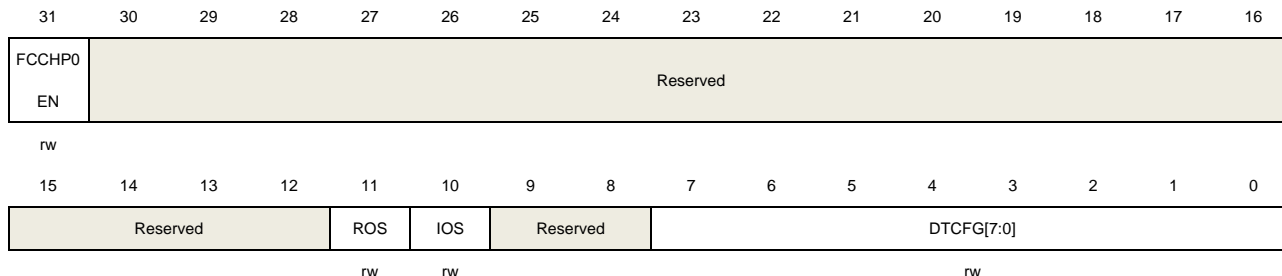 31 30 29 28 27 26 25 24 23 22 21 20 19 18 17 16
FCCHP0
EN
Reserved
rw
15 14 13 12 11 10 9 8 7 6 5 4 3 2 1 0
Reserved ROS IOS Reserved DTCFG[7:0]
rw rw rw